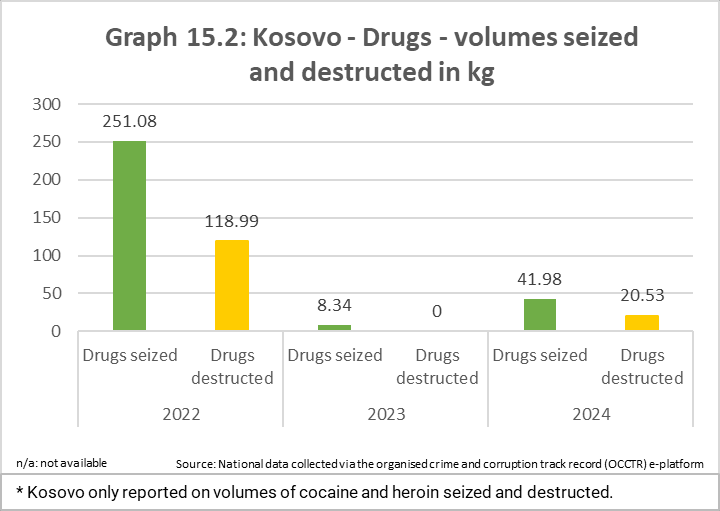 Graph 15.2: Kosovo - Drugs - volumes seized
and destructed in kg
300
250
200
150
100
50
0
251.08
118.99
8.34
0
41.98
20.53
Drugs seized
Drugs
destructed
Drugs seized
Drugs
destructed
Drugs seized
Drugs
destructed
2022
2023
2024
n/a: not available
Source: National data collected via the organised crime and corruption track record (OCCTR) e-platform
* Kosovo only reported on volumes of cocaine and heroin seized and destructed.